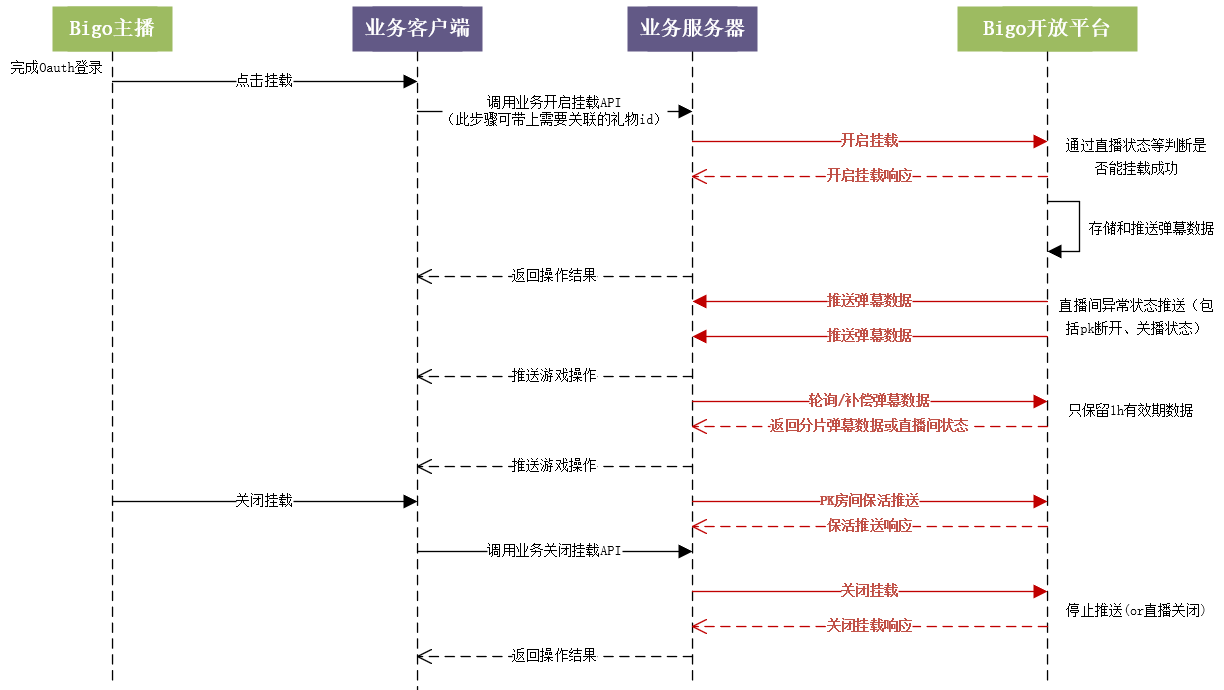 Bigo主播
业务客户端
业务服务器
Bigo开放平台
完成Oauth登录
点击挂载
调用业务开启挂载API
（此步骤可带上需要关联的礼物id）
开启挂载
通过直播状态等判断是
否能挂载成功
开启挂载响应
存储和推送弹幕数据
返回操作结果
推送弹幕数据
直播间异常状态推送（包
括pk断开、关播状态）
推送弹幕数据
推送游戏操作
轮询/补偿弹幕数据
只保留1h有效期数据
返回分片弹幕数据或直播间状态
推送游戏操作
关闭挂载
PK房间保活推送
保活推送响应
调用业务关闭挂载API
关闭挂载
停止推送(or直播关闭)
关闭挂载响应
返回操作结果